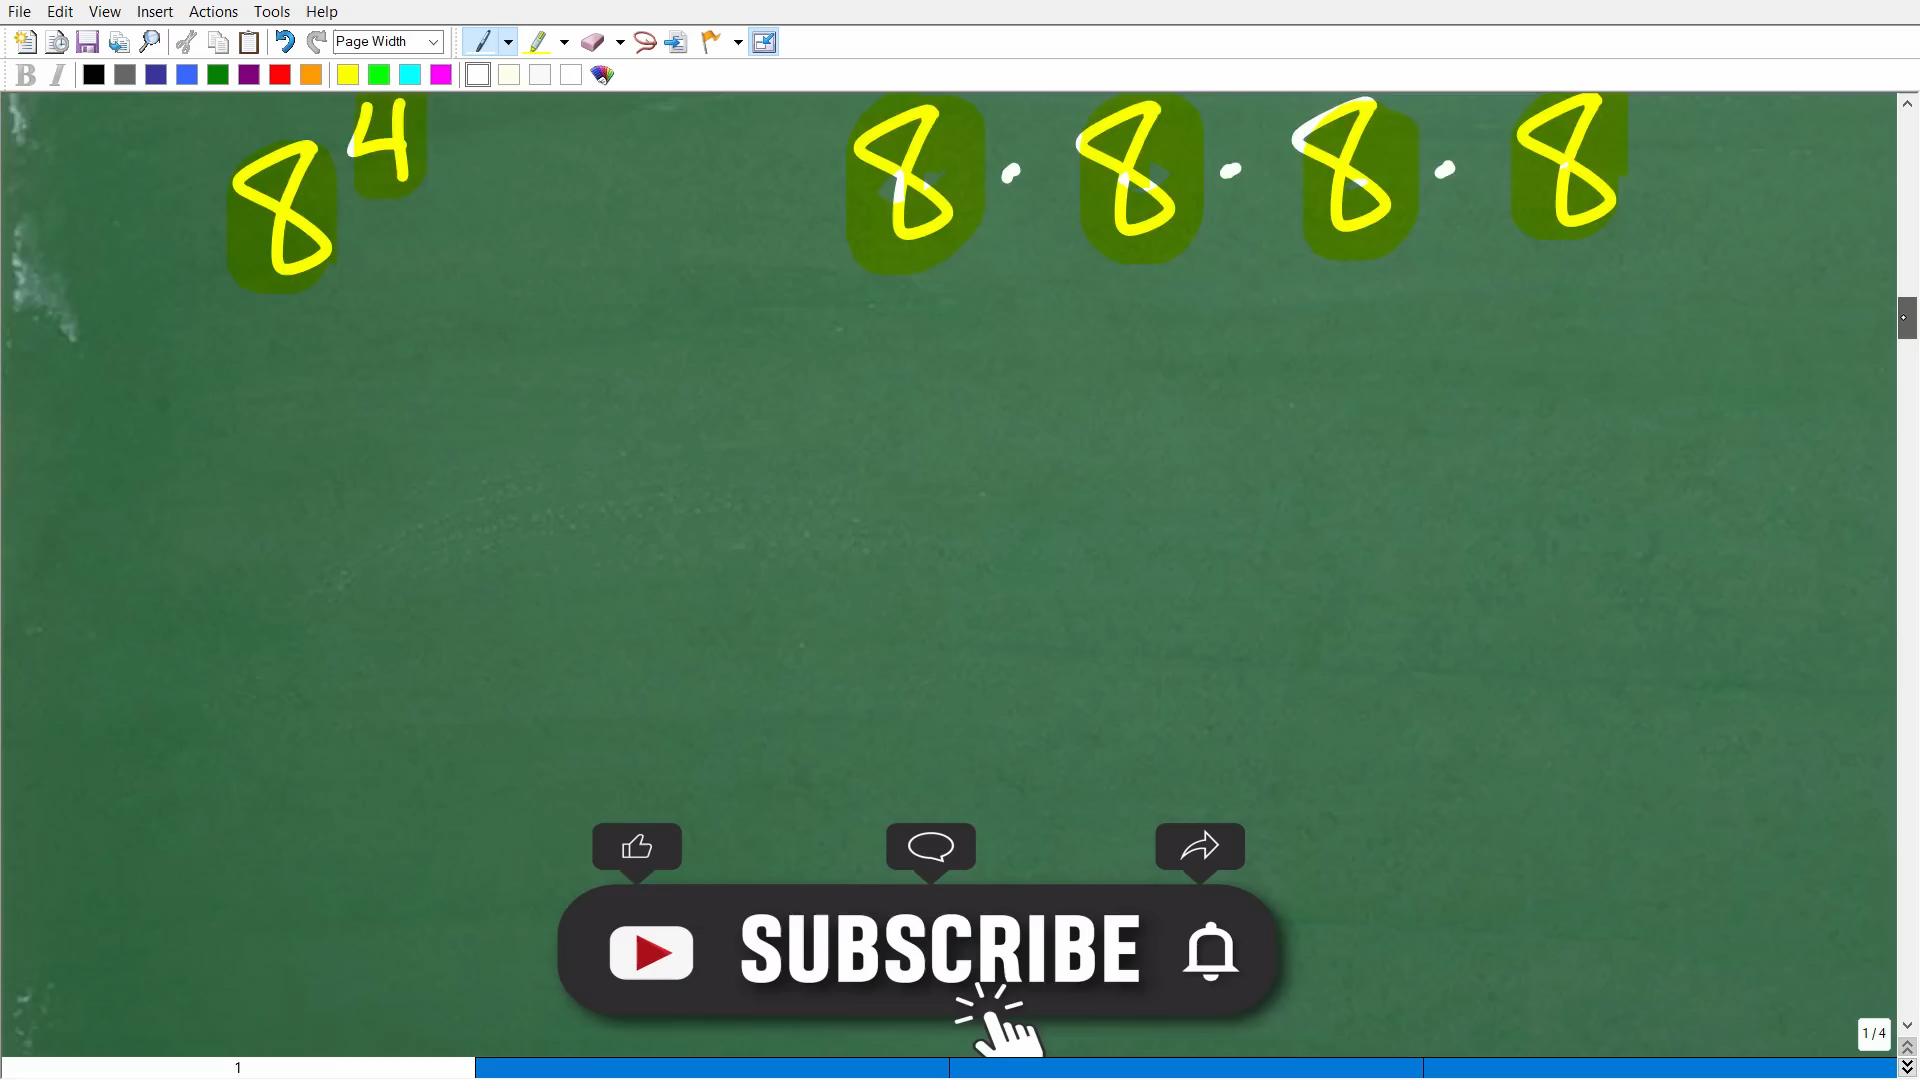 File Edit View Insert Actions Tools Help
Page Width
B I
8⁴ 8 · 8 · 8 · 8
SUBSCRIBE
1 / 4
1